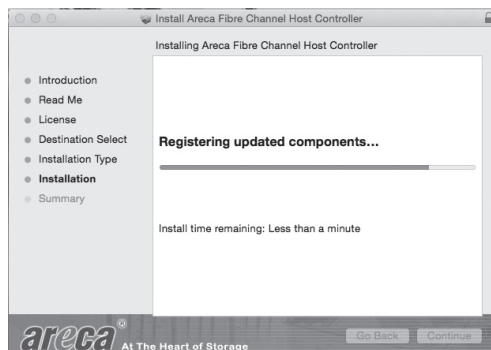 Install Areca Fibre Channel Host Controller
Installing Areca Fibre Channel Host Controller
Introduction
Read Me
License
Destination Select
Installation Type
Installation
Summary
Registering updated components...
Install time remaining: Less than a minute
areca® At The Heart of Storage
Go Back
Continue